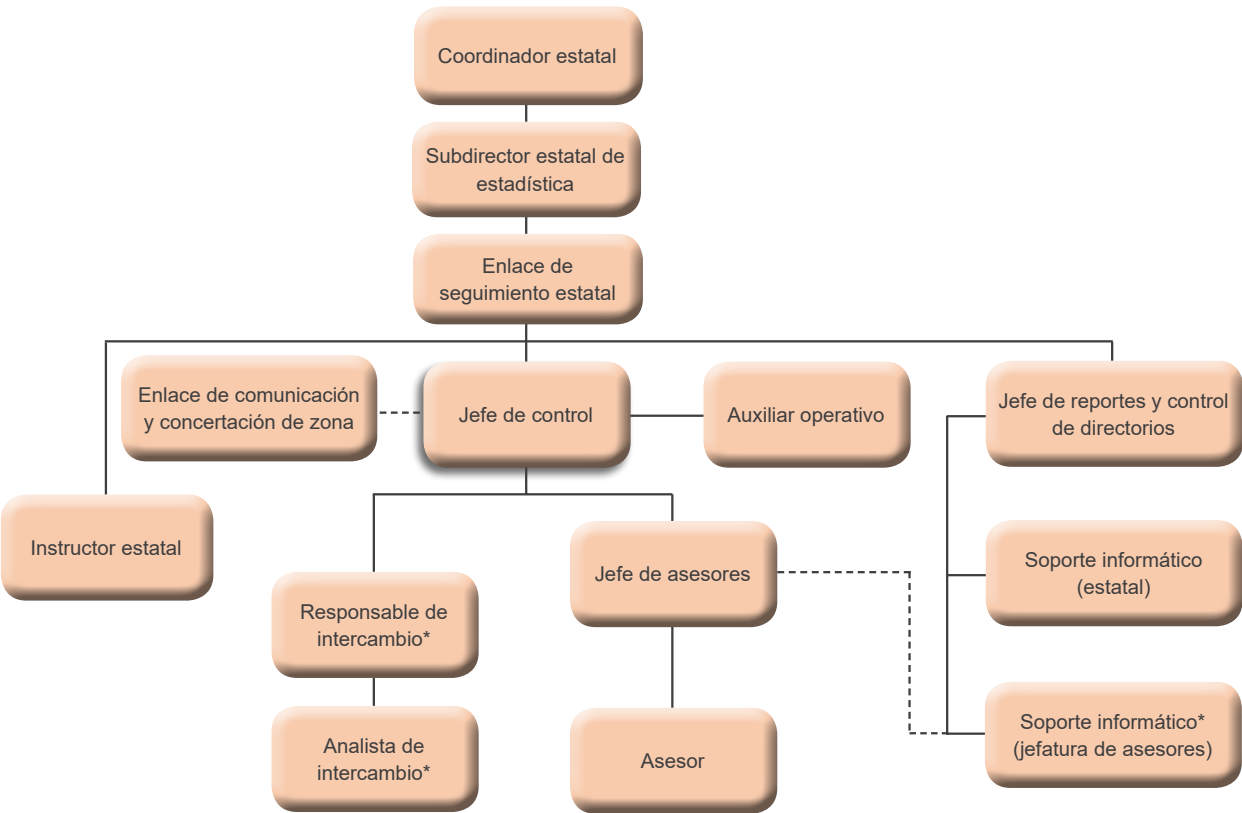 Coordinador estatal
Subdirector estatal de
estadística
Enlace de
seguimiento estatal
Enlace de comunicación
y concertación de zona
Jefe de control
Auxiliar operativo
Jefe de reportes y control
de directorios
Instructor estatal
Jefe de asesores
Soporte informático
(estatal)
Responsable de
intercambio*
Analista de
intercambio*
Asesor
Soporte informático*
(jefatura de asesores)